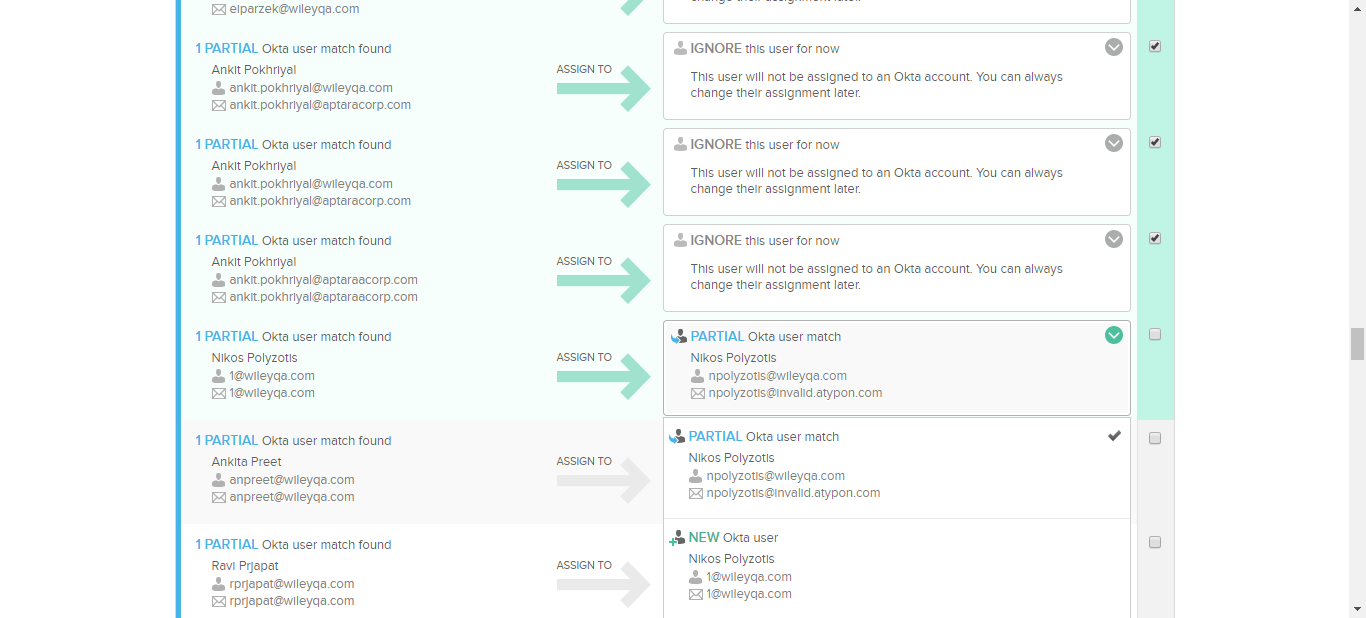 eiparzek@wileyqa.com
change their assignment later.
1 PARTIAL Okta user match found
Ankit Pokhriyal
ankit.pokhriyal@wileyqa.com
ankit.pokhriyal@aptaracorp.com
ASSIGN TO
IGNORE this user for now
This user will not be assigned to an Okta account. You can always
change their assignment later.
1 PARTIAL Okta user match found
Ankit Pokhriyal
ankit.pokhriyal@wileyqa.com
ankit.pokhriyal@aptaracorp.com
ASSIGN TO
IGNORE this user for now
This user will not be assigned to an Okta account. You can always
change their assignment later.
1 PARTIAL Okta user match found
Ankit Pokhriyal
ankit.pokhriyal@aptaraacorp.com
ankit.pokhriyal@aptaraacorp.com
ASSIGN TO
IGNORE this user for now
This user will not be assigned to an Okta account. You can always
change their assignment later.
1 PARTIAL Okta user match found
Nikos Polyzotis
1@wileyqa.com
1@wileyqa.com
ASSIGN TO
PARTIAL Okta user match
Nikos Polyzotis
npolyzotis@wileyqa.com
npolyzotis@invalid.atypon.com
1 PARTIAL Okta user match found
Ankita Preet
anpreet@wileyqa.com
anpreet@wileyqa.com
ASSIGN TO
PARTIAL Okta user match
Nikos Polyzotis
npolyzotis@wileyqa.com
npolyzotis@invalid.atypon.com
1 PARTIAL Okta user match found
Ravi Prjapat
rprjapat@wileyqa.com
rprjapat@wileyqa.com
ASSIGN TO
NEW Okta user
Nikos Polyzotis
1@wileyqa.com
1@wileyqa.com